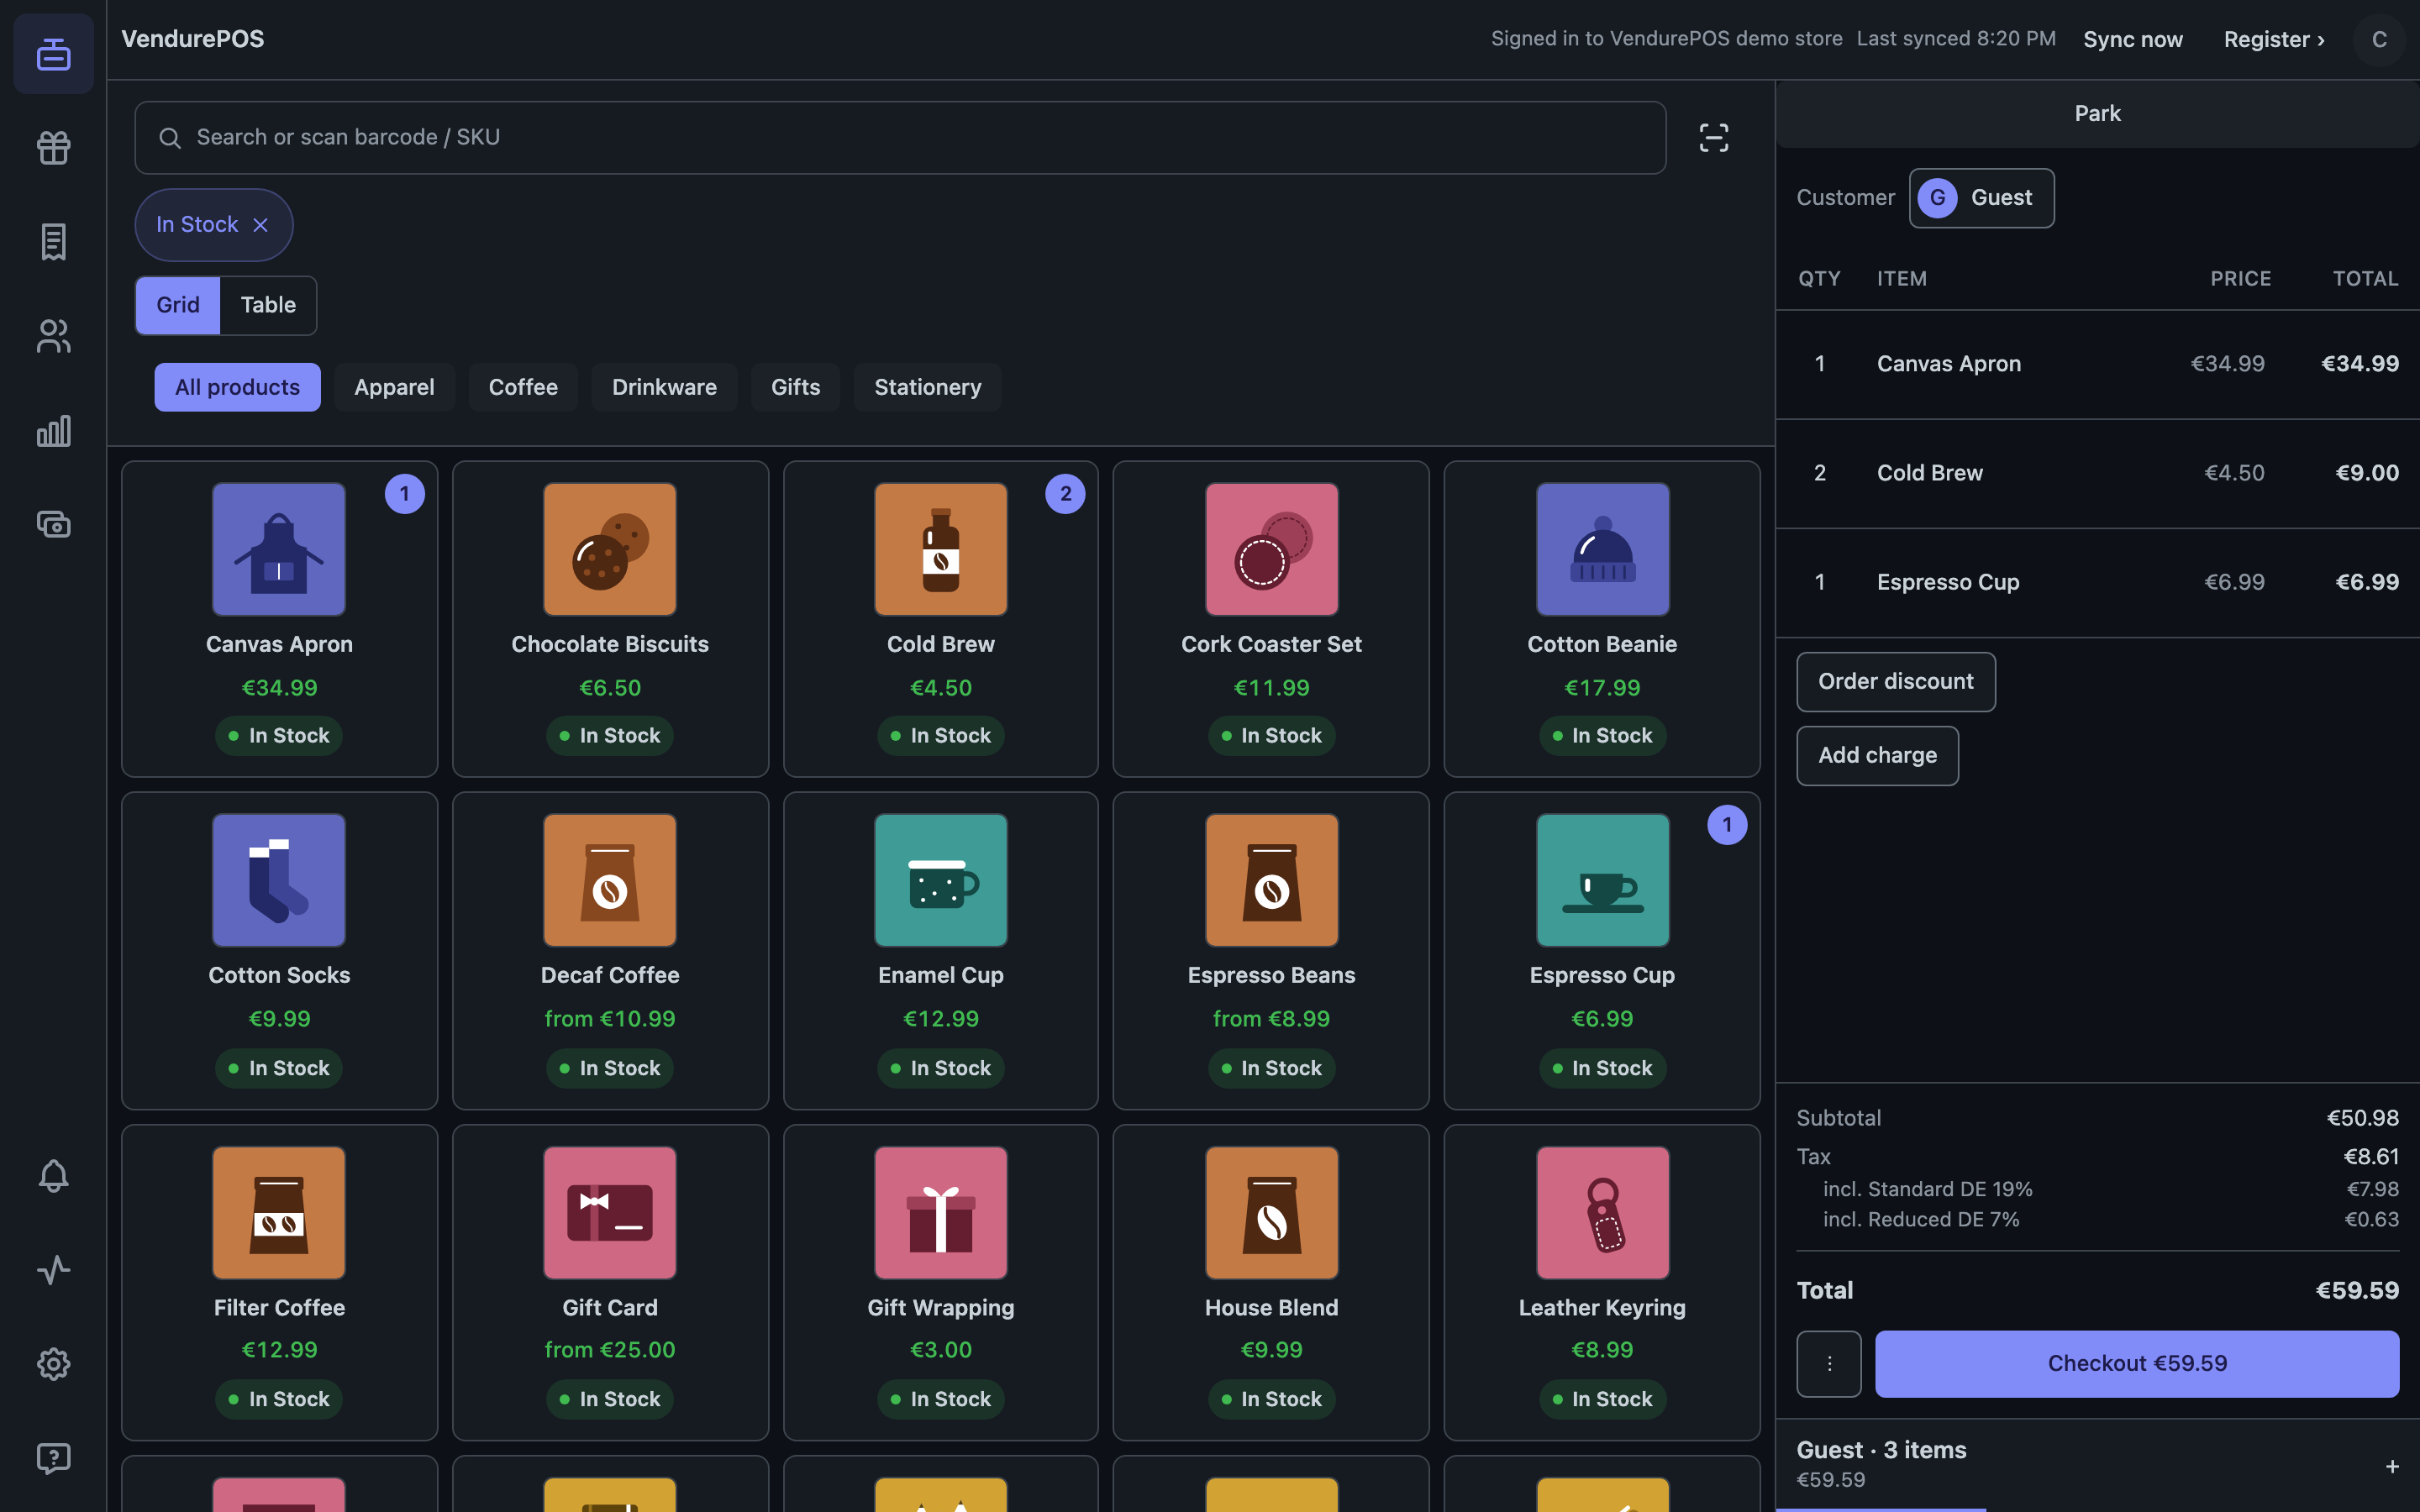 VendurePOS
Signed in to VendurePOS demo store Last synced 8:20 PM Sync now Register › C
Search or scan barcode / SKU
In Stock
Grid Table
All products Apparel Coffee Drinkware Gifts Stationery
1
Canvas Apron
€34.99
In Stock
Chocolate Biscuits
€6.50
In Stock
2
Cold Brew
€4.50
In Stock
Cork Coaster Set
€11.99
In Stock
Cotton Beanie
€17.99
In Stock
Cotton Socks
€9.99
In Stock
Decaf Coffee
from €10.99
In Stock
Enamel Cup
€12.99
In Stock
Espresso Beans
from €8.99
In Stock
1
Espresso Cup
€6.99
In Stock
Filter Coffee
€12.99
In Stock
Gift Card
from €25.00
In Stock
Gift Wrapping
€3.00
In Stock
House Blend
€9.99
In Stock
Leather Keyring
€8.99
In Stock
Park
Customer G Guest
QTY ITEM PRICE TOTAL
1 Canvas Apron €34.99 €34.99
2 Cold Brew €4.50 €9.00
1 Espresso Cup €6.99 €6.99
Order discount
Add charge
Subtotal €50.98
Tax €8.61
incl. Standard DE 19% €7.98
incl. Reduced DE 7% €0.63
Total €59.59
Checkout €59.59
Guest · 3 items
€59.59 +